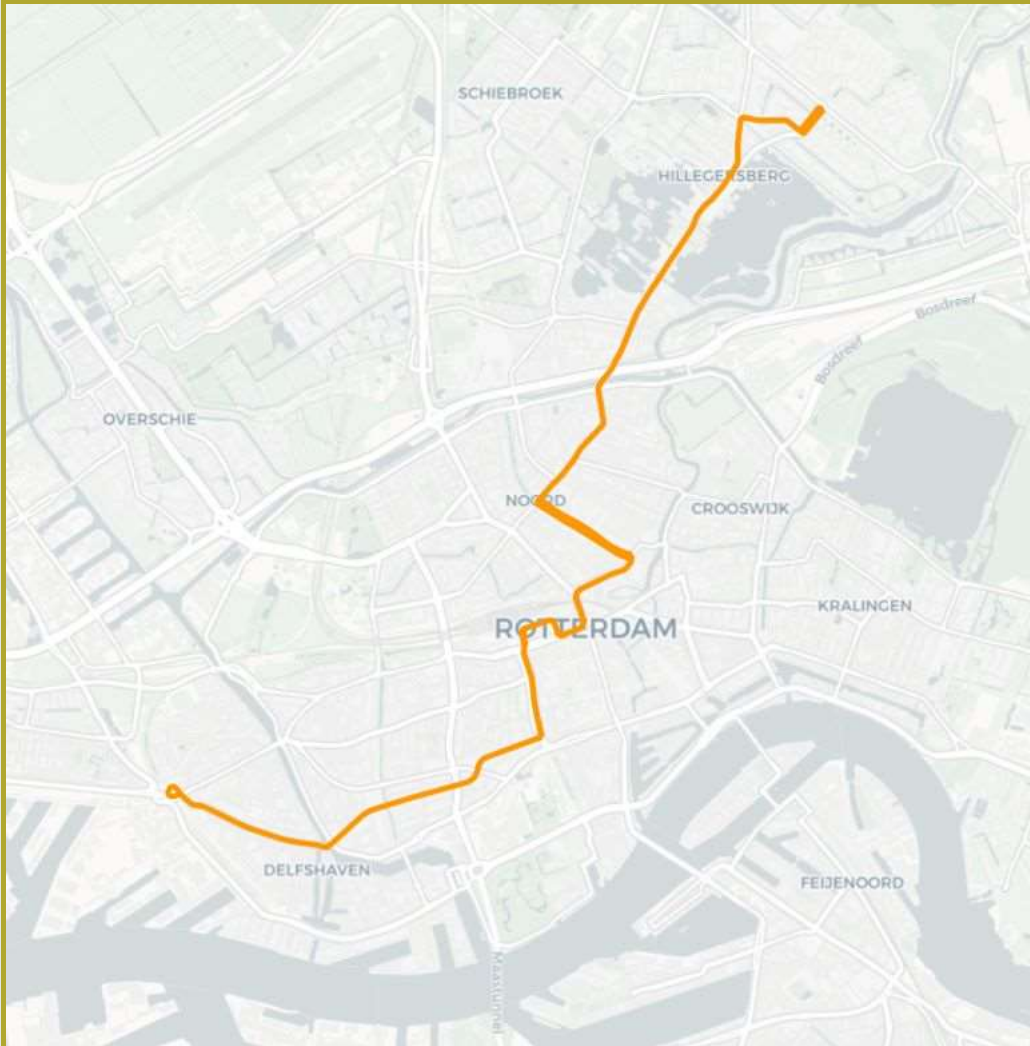 SCHIEBROEK
HILLEGERSBERG
Bosdreef
Bosdreef
OVERSCHIE
NOORD
CROOSWIJK
KRALINGEN
ROTTERDAM
DELFSHAVEN
FEIJENOORD
Maastunnel